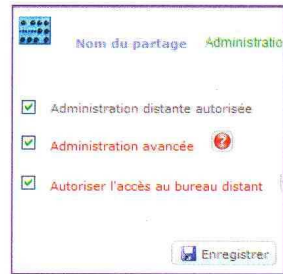 Nom du partage Administratio
Administration distante autorisée
Administration avancée
Autoriser l'accès au bureau distant
Enregistrer